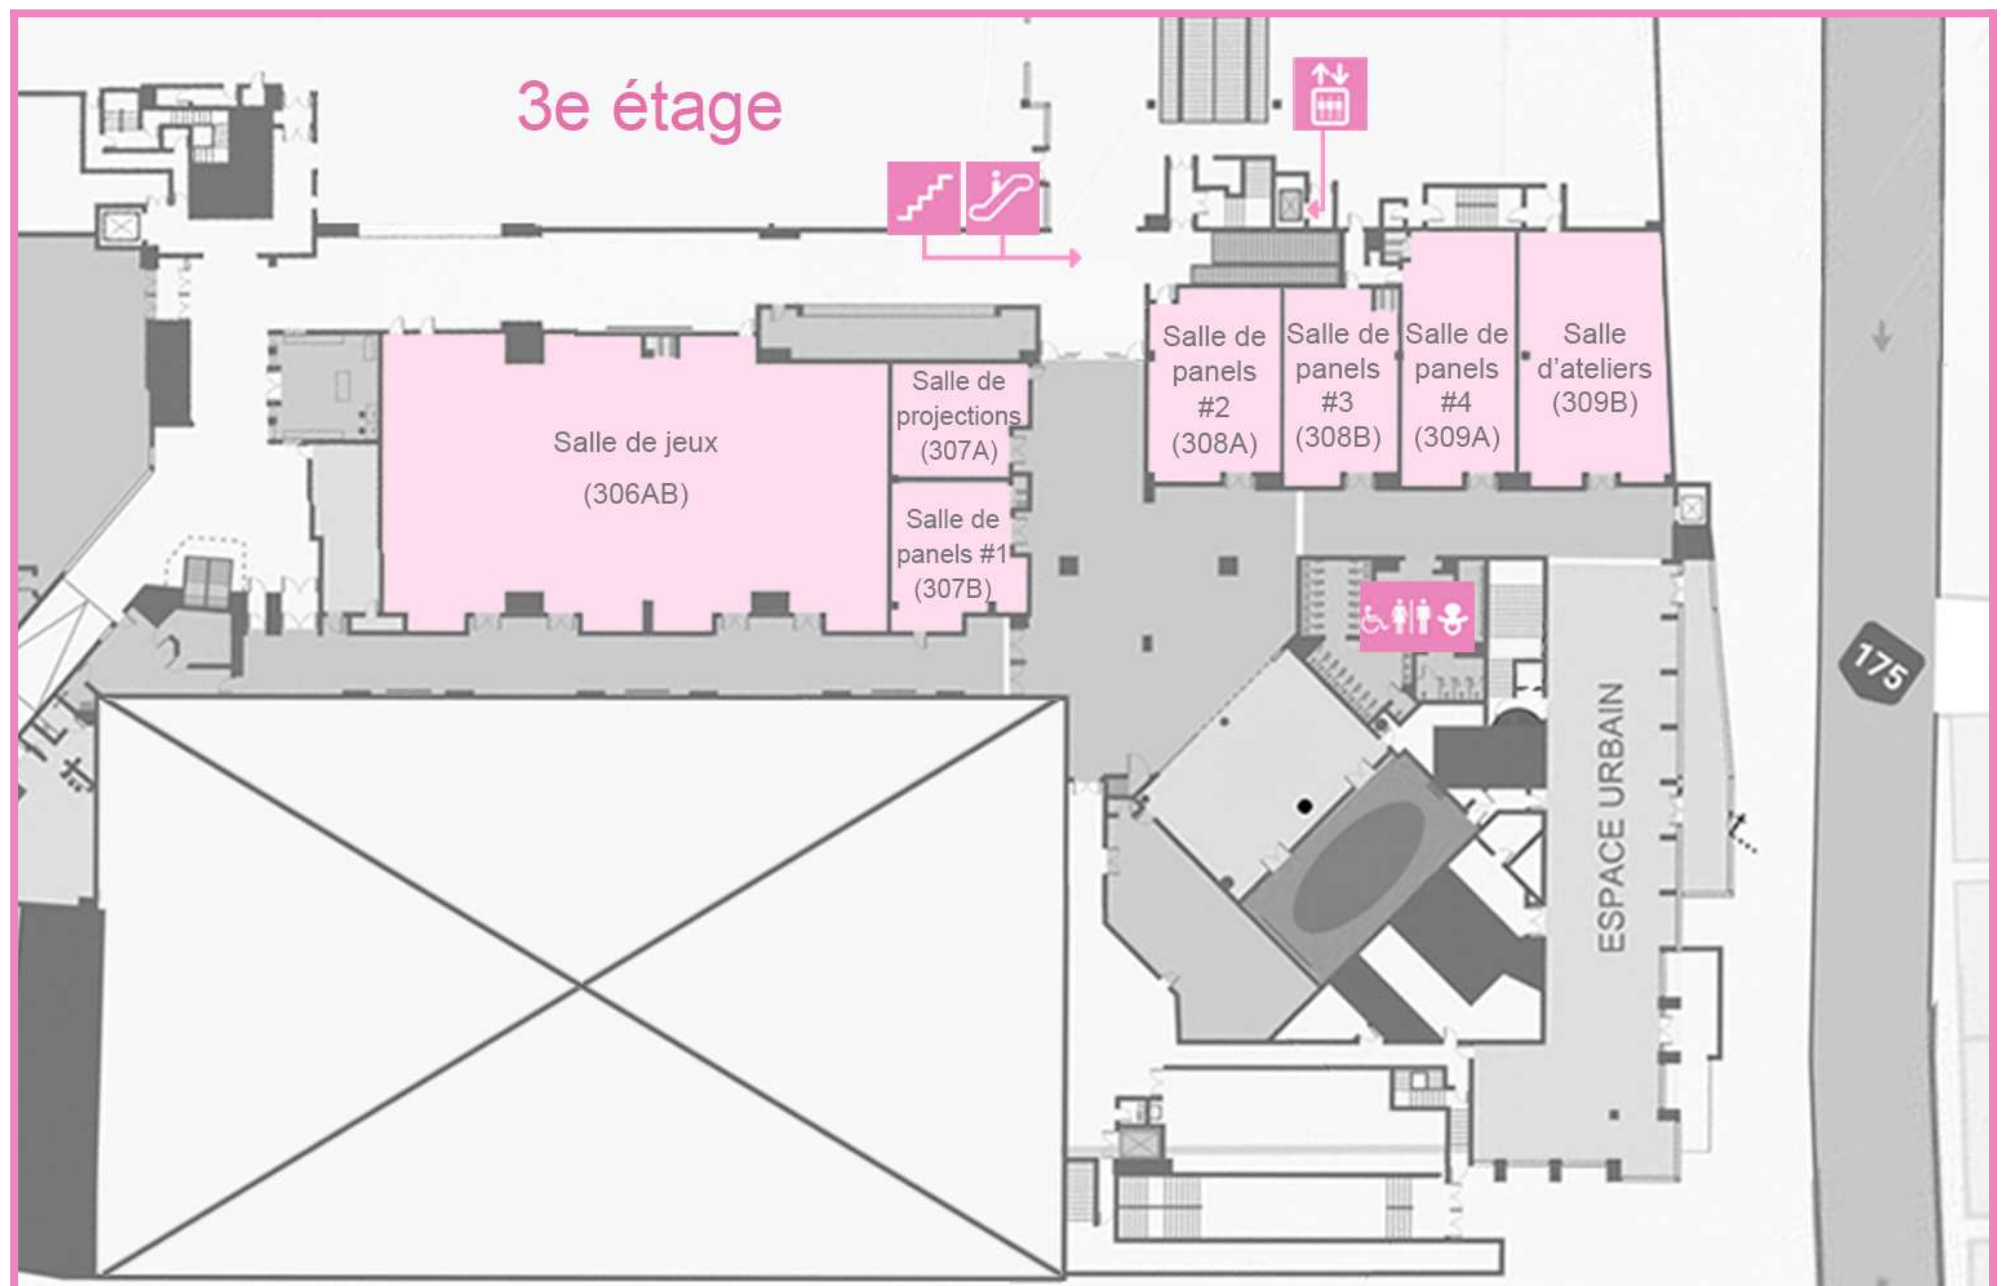 3e étage
Salle de jeux
(306AB)
Salle de
projections
(307A)
Salle de
panels #1
(307B)
Salle de
panels
#2
(308A)
Salle de
panels
#3
(308B)
Salle de
panels
#4
(309A)
Salle
d'ateliers
(309B)
ESPACE URBAIN
175